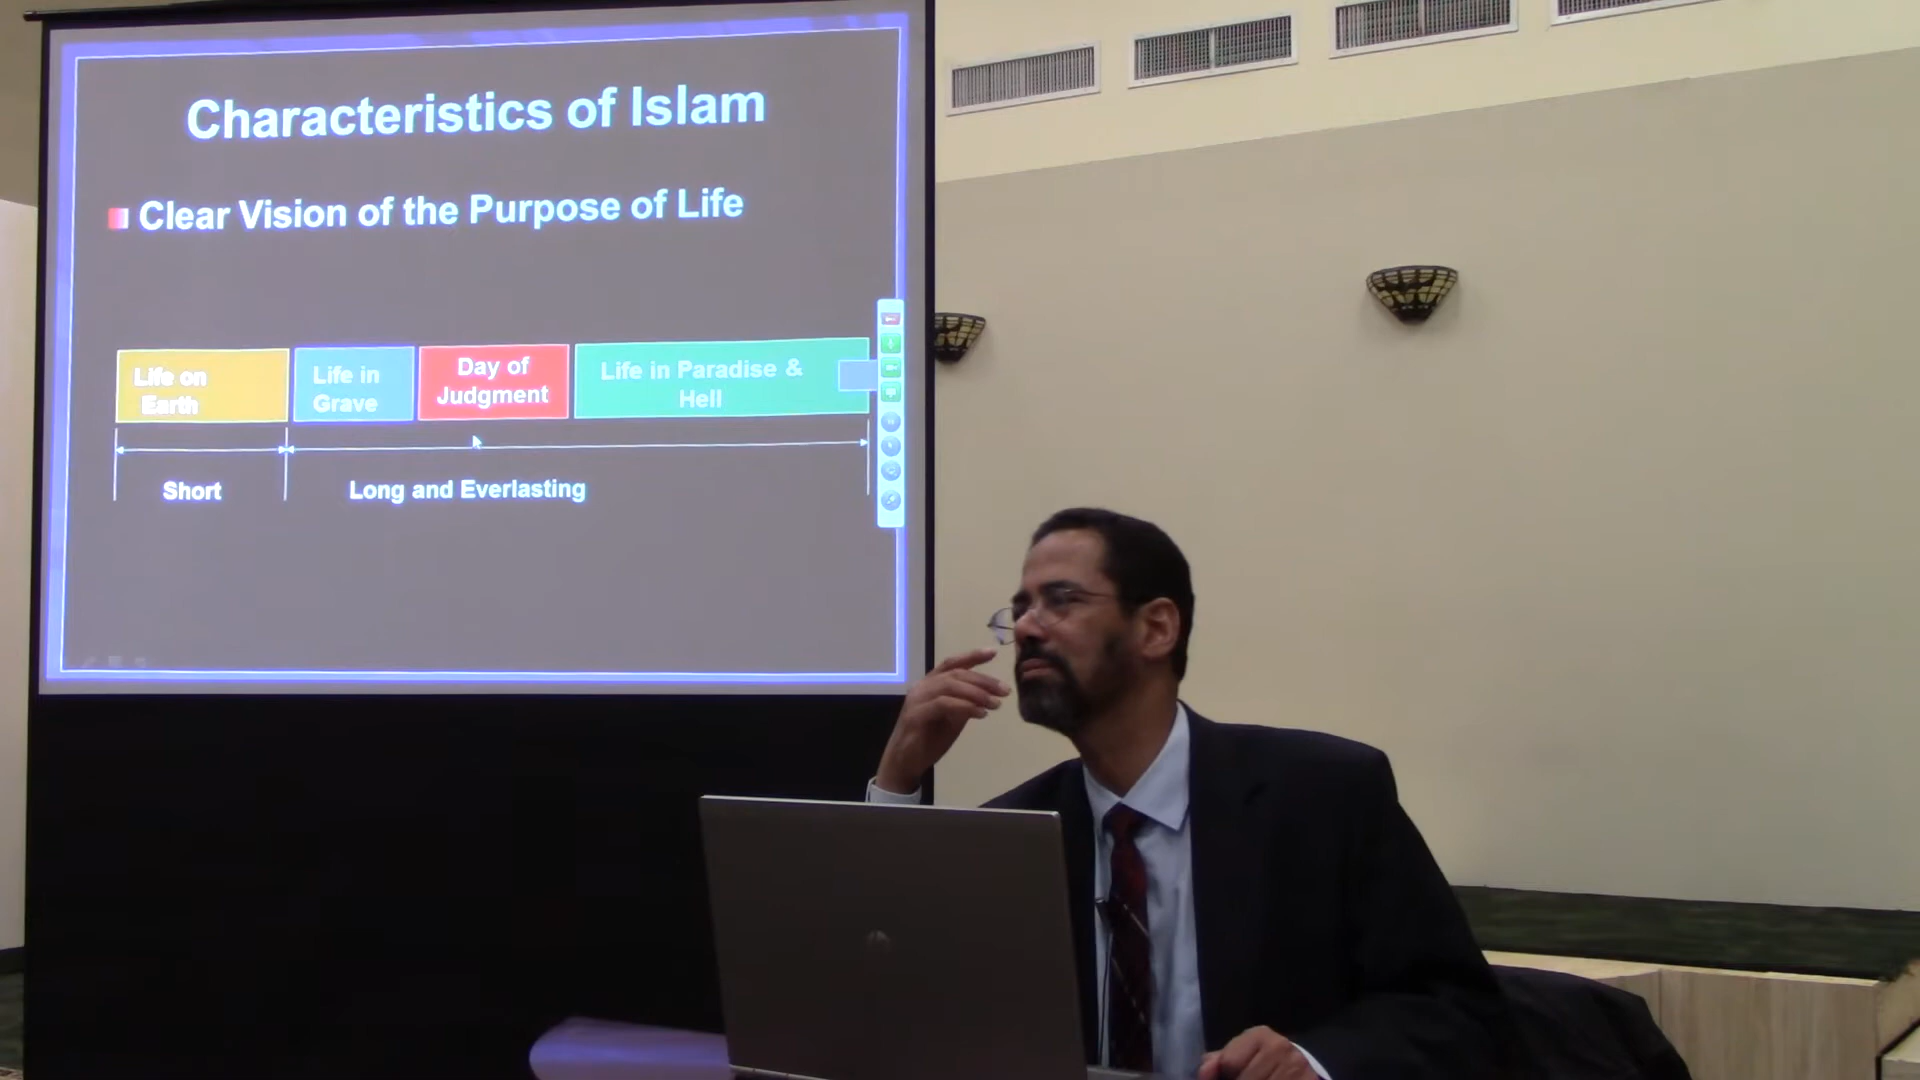 Characteristics of Islam
Clear Vision of the Purpose of Life
Life on
Earth
Life in
Grave
Day of
Judgment
Life in Paradise &
Hell
Short
Long and Everlasting